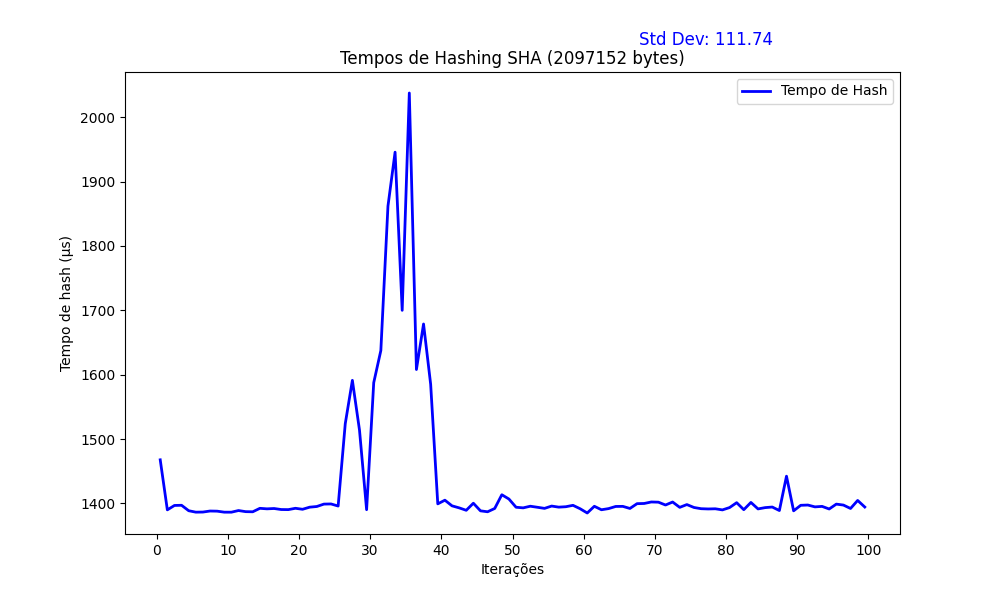 Std Dev: 111.74
Tempos de Hashing SHA (2097152 bytes)
Tempo de Hash
2000
1900
1800
1700
1600
1500
1400
Tempo de hash (µs)
0 10 20 30 40 50 60 70 80 90 100
Iterações